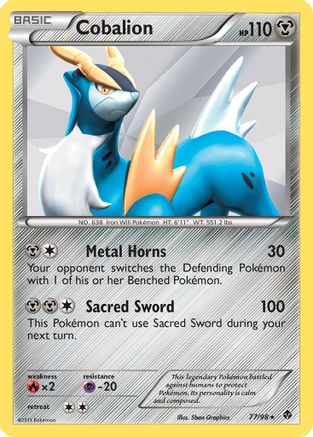 BASIC
Cobalion
HP110
NO. 638 Iron Will Pokémon HT: 6'11" WT: 551.2 lbs.
Metal Horns 30
Your opponent switches the Defending Pokémon
with 1 of his or her Benched Pokémon.
Sacred Sword 100
This Pokémon can't use Sacred Sword during your
next turn.
weakness
×2
resistance
-20
retreat
This legendary Pokémon battled
against humans to protect
Pokémon. Its personality is calm
and composed.
©2011 Pokémon
Illus. Shen Graphics
77/98